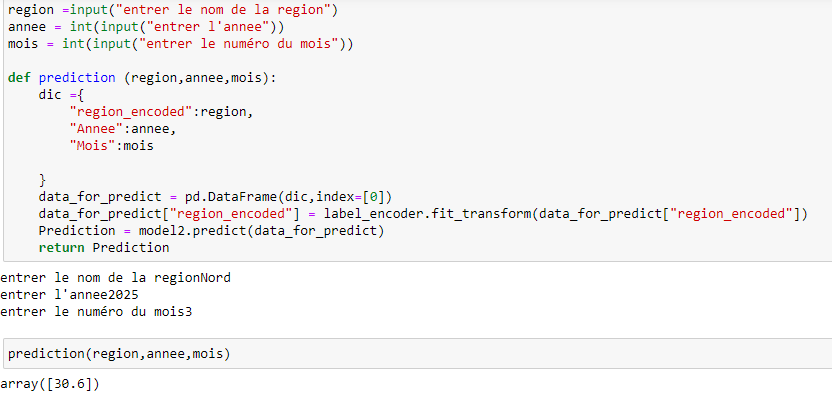 region =input("entrer le nom de la region")
annee = int(input("entrer l'annee"))
mois = int(input("entrer le numéro du mois"))
def prediction (region,annee,mois):
    dic ={
        "region_encoded":region,
        "Annee":annee,
        "Mois":mois
    }
    data_for_predict = pd.DataFrame(dic,index=[0])
    data_for_predict["region_encoded"] = label_encoder.fit_transform(data_for_predict["region_encoded"])
    Prediction = model2.predict(data_for_predict)
    return Prediction
entrer le nom de la regionNord
entrer l'annee2025
entrer le numéro du mois3
prediction(region,annee,mois)
array([30.6])